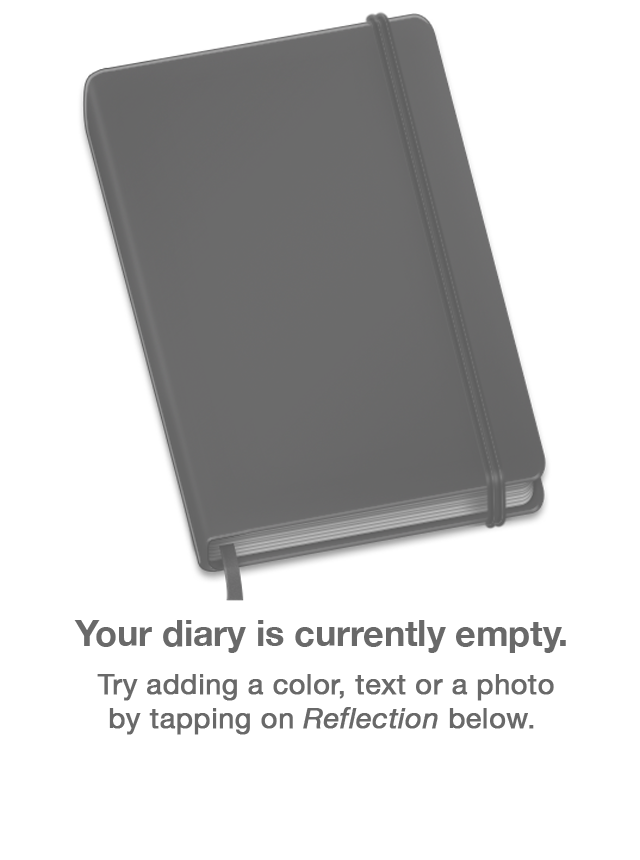 Your diary is currently empty.
Try adding a color, text or a photo
by tapping on Reflection below.